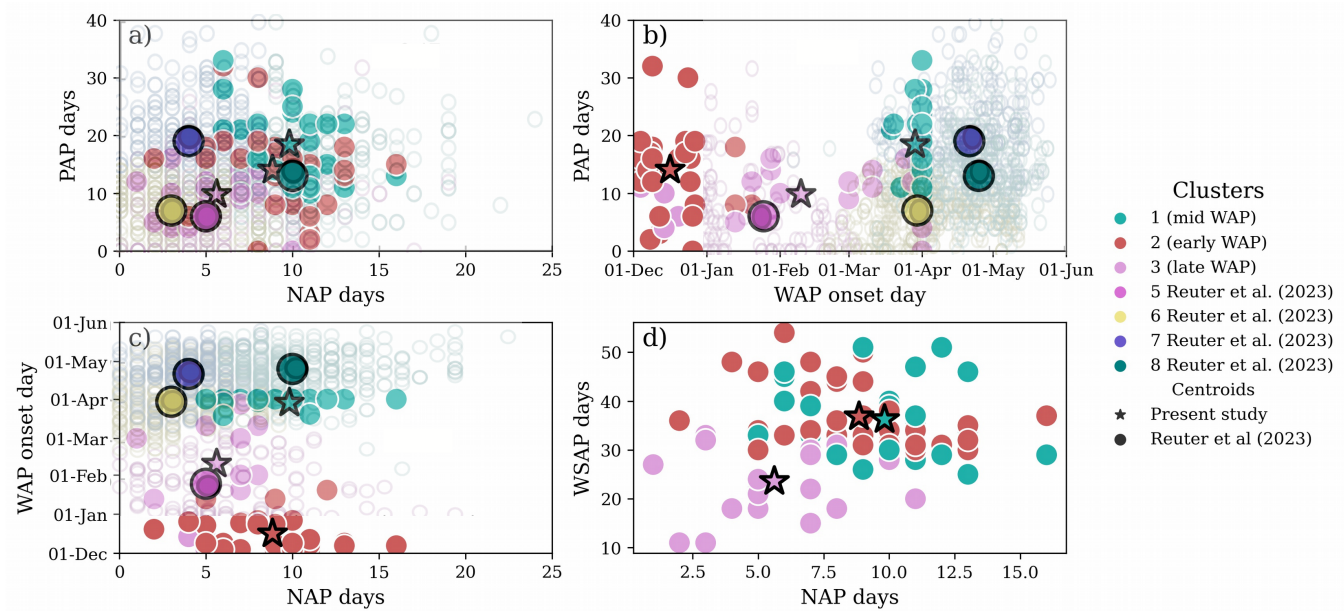 a)
40
30
20
10
0
PAP days
0
5
10
15
20
25
NAP days
b)
40
30
20
10
0
PAP days
01-Dec
01-Jan
01-Feb
01-Mar
01-Apr
01-May
01-Jun
WAP onset day
c)
01-Jun
01-May
01-Apr
01-Mar
01-Feb
01-Jan
01-Dec
WAP onset day
0
5
10
15
20
25
NAP days
d)
50
40
30
20
10
WSAP days
2.5
5.0
7.5
10.0
12.5
15.0
NAP days
Clusters
1 (mid WAP)
2 (early WAP)
3 (late WAP)
5 Reuter et al. (2023)
6 Reuter et al. (2023)
7 Reuter et al. (2023)
8 Reuter et al. (2023)
Centroids
Present study
Reuter et al (2023)